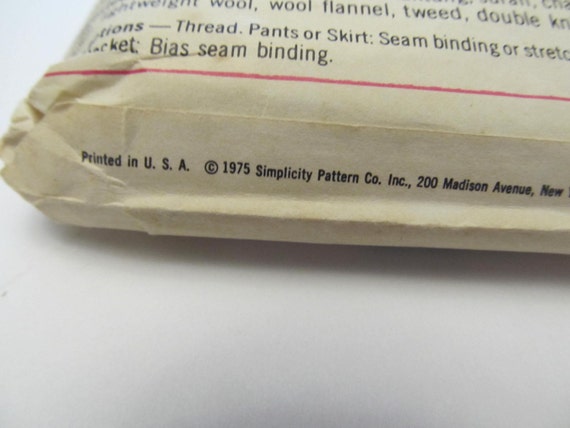 wool, wool flannel, tweed, double
— Thread. Pants or Skirt: Seam binding or
Bias seam binding.
Printed in U. S. A. © 1975 Simplicity Pattern Co. Inc., 200 Madison Avenue, New